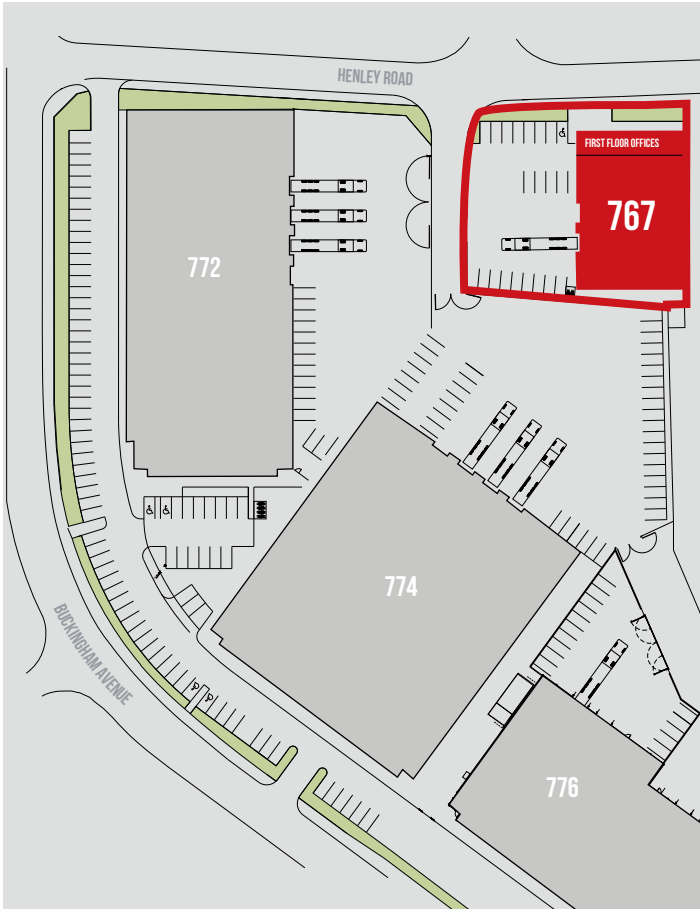 HENLEY ROAD
FIRST FLOOR OFFICES
767
772
774
BUCKINGHAM AVENUE
776